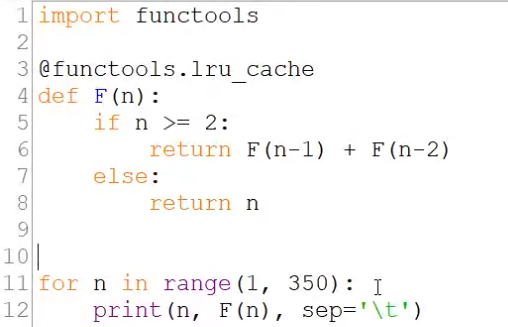 1 import functools
2
3 @functools.lru_cache
4 def F(n):
5     if n >= 2:
6         return F(n-1) + F(n-2)
7     else:
8         return n
9
10
11 for n in range(1, 350):
12     print(n, F(n), sep='\t')